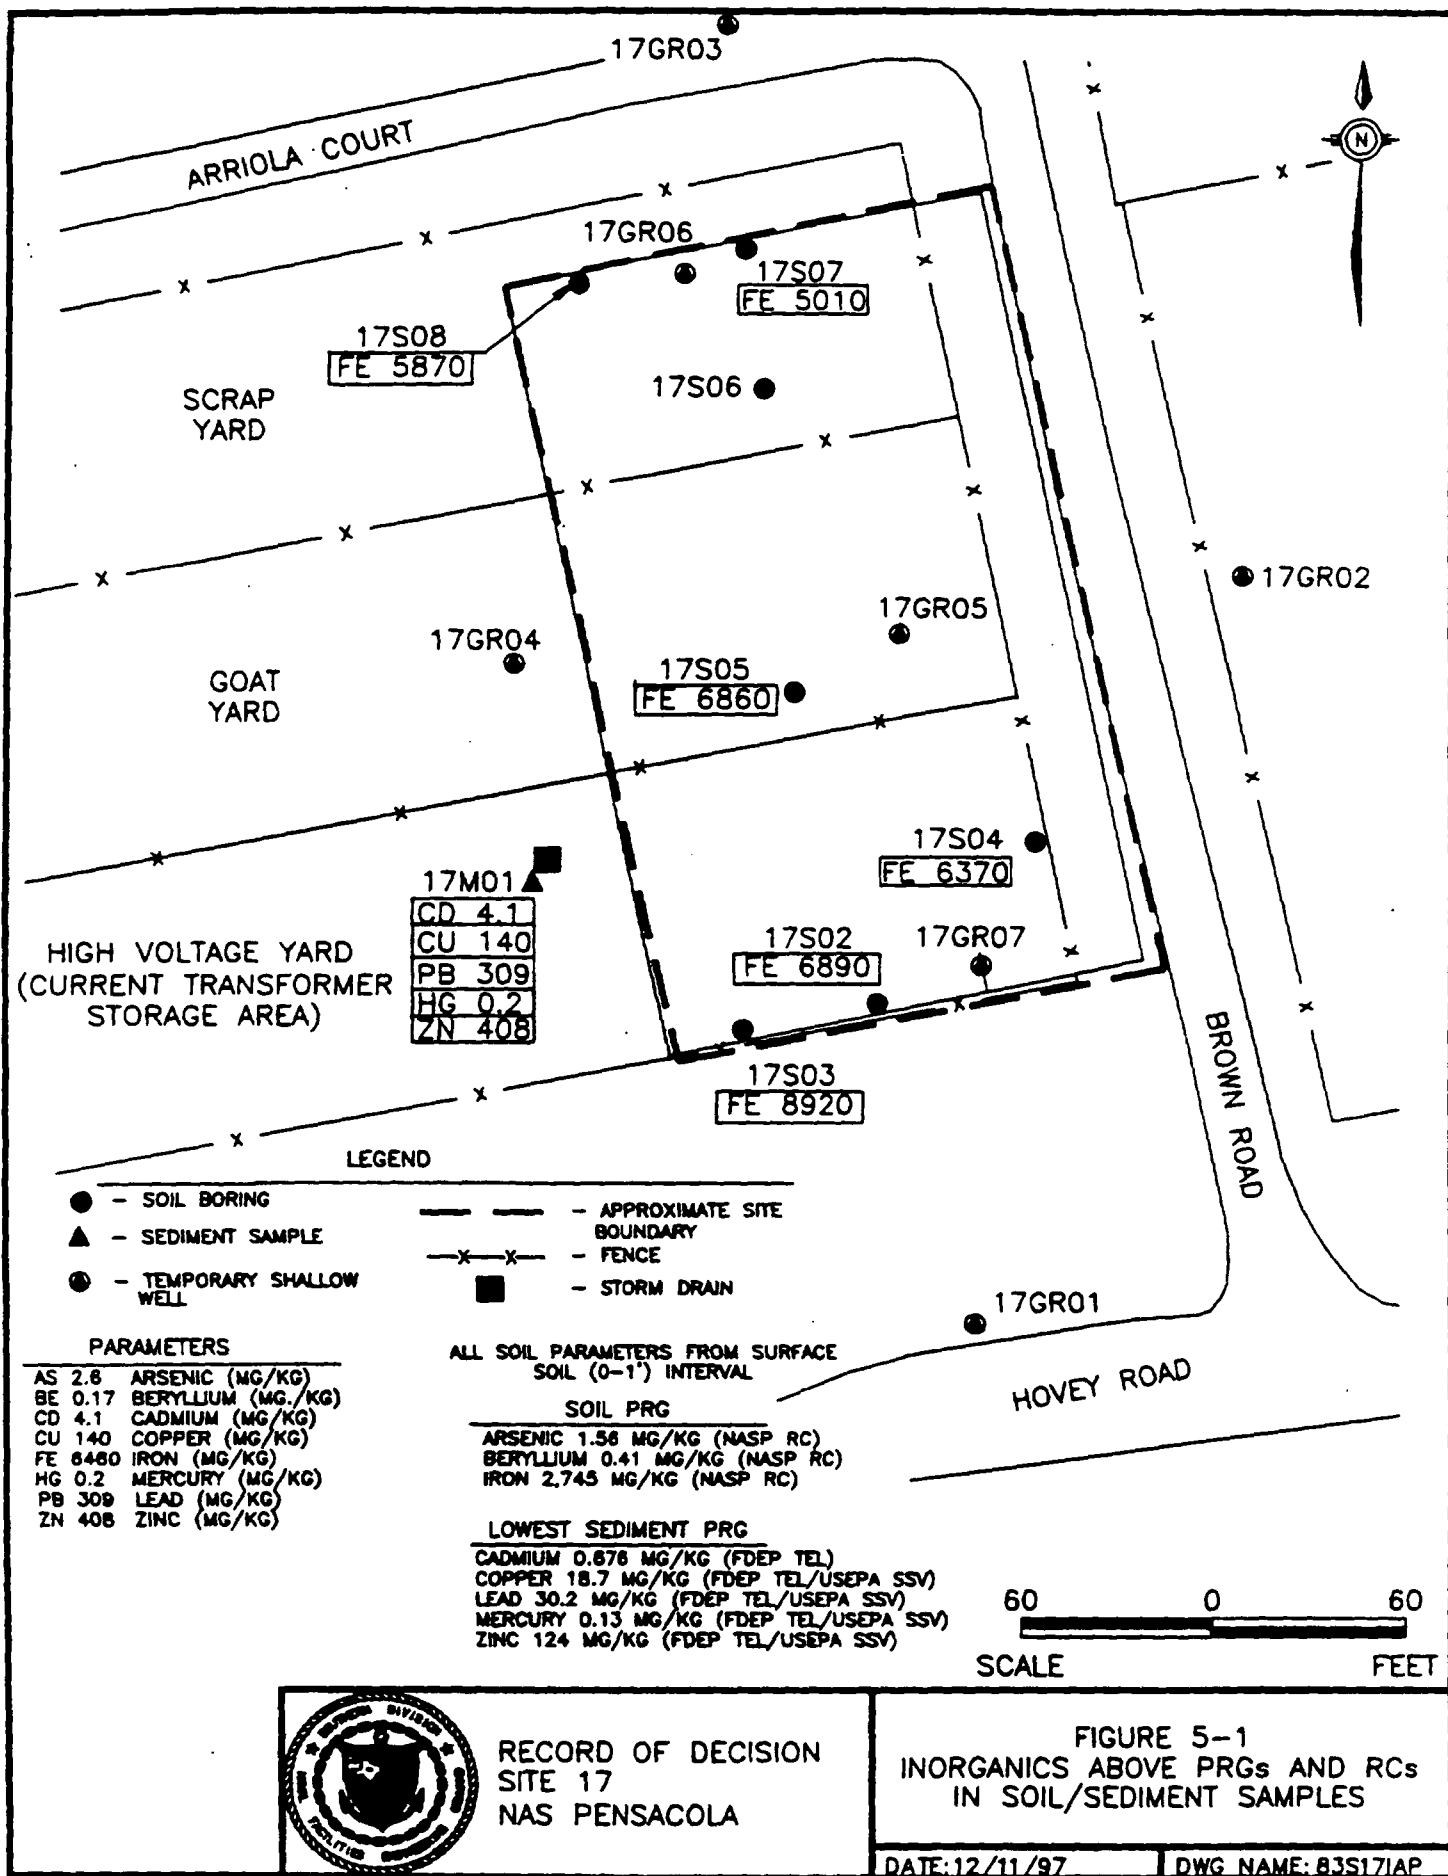 17GR03
ARRIOLA COURT
N
17GR06
17S07
FE 5010
17S08
FE 5870
17S06
SCRAP
YARD
17GR02
17GR05
17GR04
17S05
FE 6860
GOAT
YARD
17S04
FE 6370
17M01
CD 4.1
CU 140
PB 309
HG 0.2
ZN 408
HIGH VOLTAGE YARD
(CURRENT TRANSFORMER
STORAGE AREA)
17S02
FE 6890
17GR07
17S03
FE 8920
BROWN ROAD
LEGEND
- SOIL BORING
- SEDIMENT SAMPLE
- TEMPORARY SHALLOW
WELL
- APPROXIMATE SITE
BOUNDARY
- FENCE
- STORM DRAIN
17GR01
HOVEY ROAD
PARAMETERS
AS 2.6 ARSENIC (MG/KG)
BE 0.17 BERYLLIUM (MG./KG)
CD 4.1 CADMIUM (MG/KG)
CU 140 COPPER (MG/KG)
FE 6460 IRON (MG/KG)
HG 0.2 MERCURY (MG/KG)
PB 309 LEAD (MG/KG)
ZN 408 ZINC (MG/KG)
ALL SOIL PARAMETERS FROM SURFACE
SOIL (0-1') INTERVAL
SOIL PRG
ARSENIC 1.56 MG/KG (NASP RC)
BERYLLIUM 0.41 MG/KG (NASP RC)
IRON 2,745 MG/KG (NASP RC)
LOWEST SEDIMENT PRG
CADMIUM 0.676 MG/KG (FDEP TEL)
COPPER 18.7 MG/KG (FDEP TEL/USEPA SSV)
LEAD 30.2 MG/KG (FDEP TEL/USEPA SSV)
MERCURY 0.13 MG/KG (FDEP TEL/USEPA SSV)
ZINC 124 MG/KG (FDEP TEL/USEPA SSV)
60 0 60
SCALE FEET
SOUTHERN DIVISION
FACILITIES ENGINEERING
RECORD OF DECISION
SITE 17
NAS PENSACOLA
FIGURE 5-1
INORGANICS ABOVE PRGs AND RCs
IN SOIL/SEDIMENT SAMPLES
DATE: 12/11/97
DWG NAME: 83S17IAP